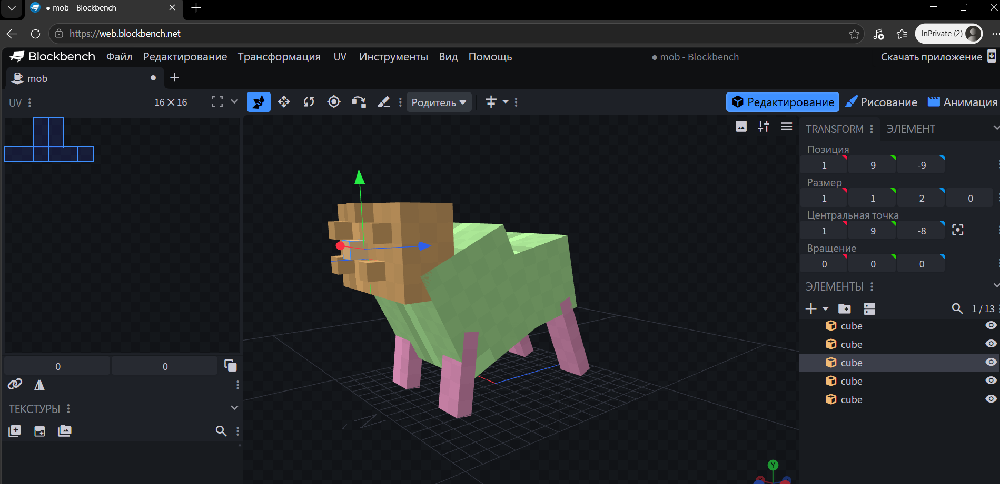 ● mob - Blockbench
https://web.blockbench.net
InPrivate (2)
Blockbench Файл Редактирование Трансформация UV Инструменты Вид Помощь ● mob - Blockbench Скачать приложение
mob
UV 16×16 Родитель Редактирование Рисование Анимация
TRANSFORM ЭЛЕМЕНТ
Позиция
1 9 -9
Размер
1 1 2 0
Центральная точка
1 9 -8
Вращение
0 0 0
ЭЛЕМЕНТЫ
1 / 13
cube
cube
cube
cube
cube
0 0
ТЕКСТУРЫ
Y